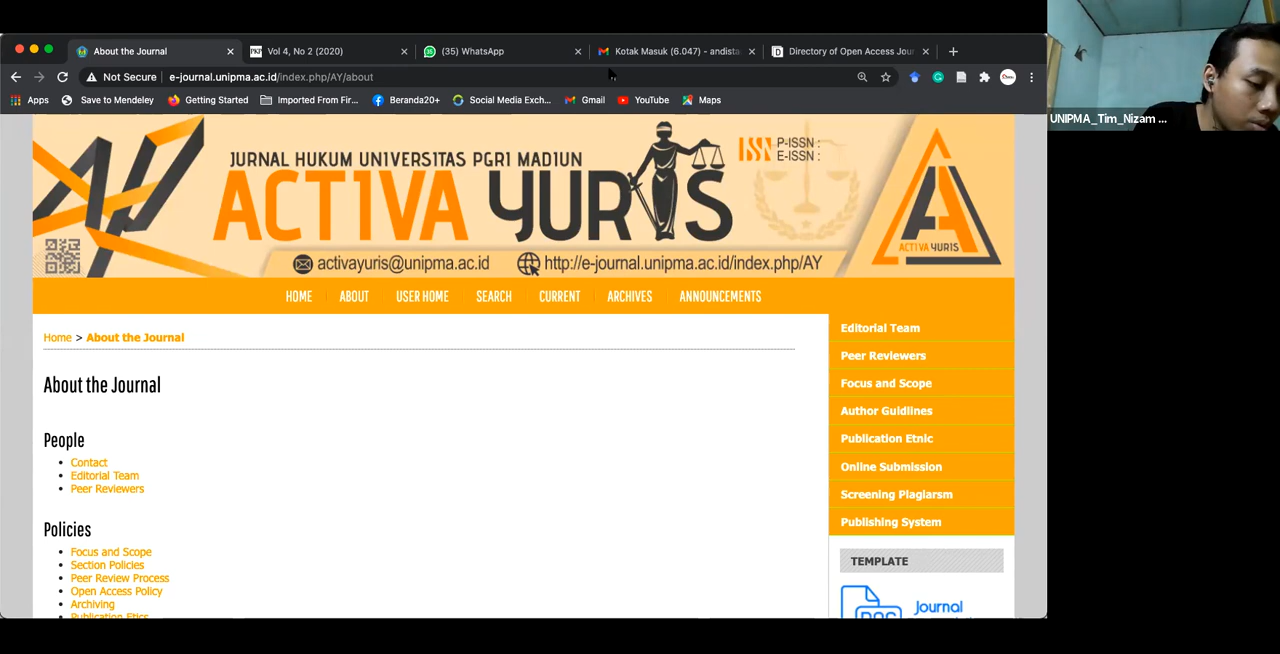 About the Journal
Vol 4, No 2 (2020)
(35) WhatsApp
Kotak Masuk (6.047) - andista
Directory of Open Access Jour
Not Secure
e-journal.unipma.ac.id/index.php/AY/about
Apps
Save to Mendeley
Getting Started
Imported From Fir...
Beranda20+
Social Media Exch...
Gmail
YouTube
Maps
UNIPMA_Tim_Nizam ...
JURNAL HUKUM UNIVERSITAS PGRI MADIUN
ISSN P-ISSN :
E-ISSN :
ACTIVA YURIS
ACTIVA YURIS
activayuris@unipma.ac.id
http://e-journal.unipma.ac.id/index.php/AY
HOME
ABOUT
USER HOME
SEARCH
CURRENT
ARCHIVES
ANNOUNCEMENTS
Home > About the Journal
About the Journal
People
Contact
Editorial Team
Peer Reviewers
Policies
Focus and Scope
Section Policies
Peer Review Process
Open Access Policy
Archiving
Publication Etics
Editorial Team
Peer Reviewers
Focus and Scope
Author Guidlines
Publication Etnic
Online Submission
Screening Plagiarsm
Publishing System
TEMPLATE
Journal
DOC